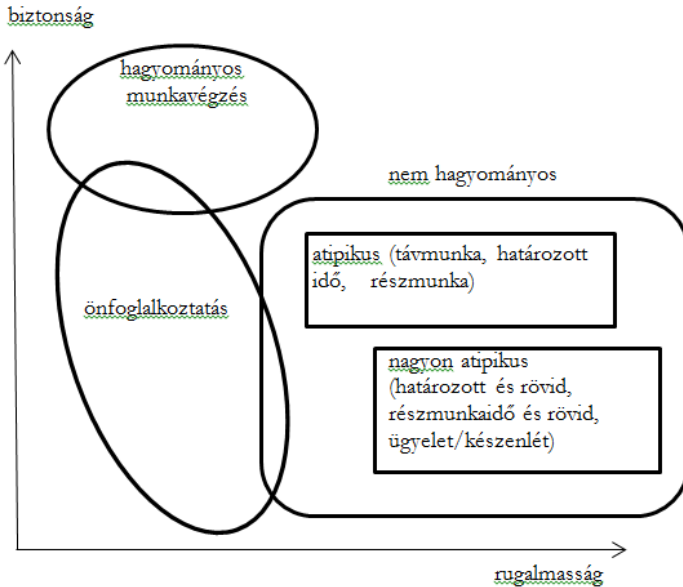 biztonság
hagyományos
munkavégzés
nem hagyományos
atipikus (távmunka, határozott
idő, részmunka)
önfoglalkoztatás
nagyon atipikus
(határozott és rövid,
részmunkaidő és rövid,
ügyelet/készenlét)
rugalmasság